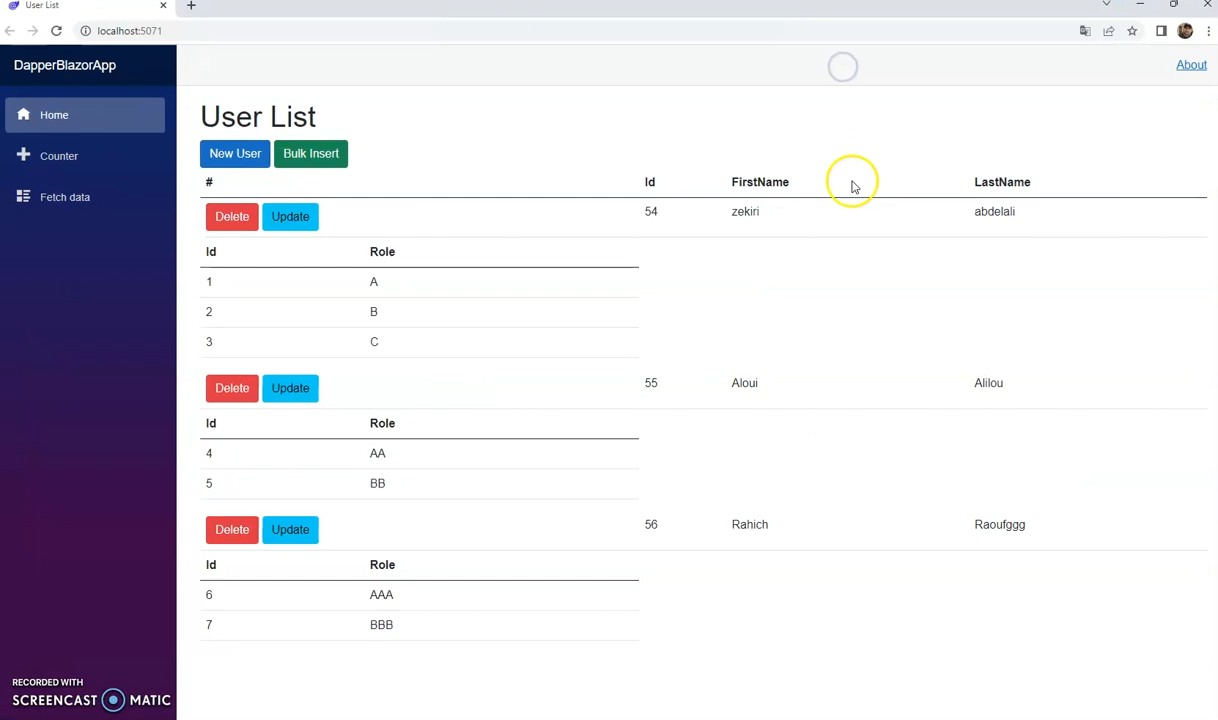 User List
localhost:5071
DapperBlazorApp
About
Home
Counter
Fetch data
User List
New User Bulk Insert
# Id FirstName LastName
Delete Update 54 zekiri abdelali
Id Role
1 A
2 B
3 C
Delete Update 55 Aloui Alilou
Id Role
4 AA
5 BB
Delete Update 56 Rahich Raoufggg
Id Role
6 AAA
7 BBB
RECORDED WITH
SCREENCAST MATIC